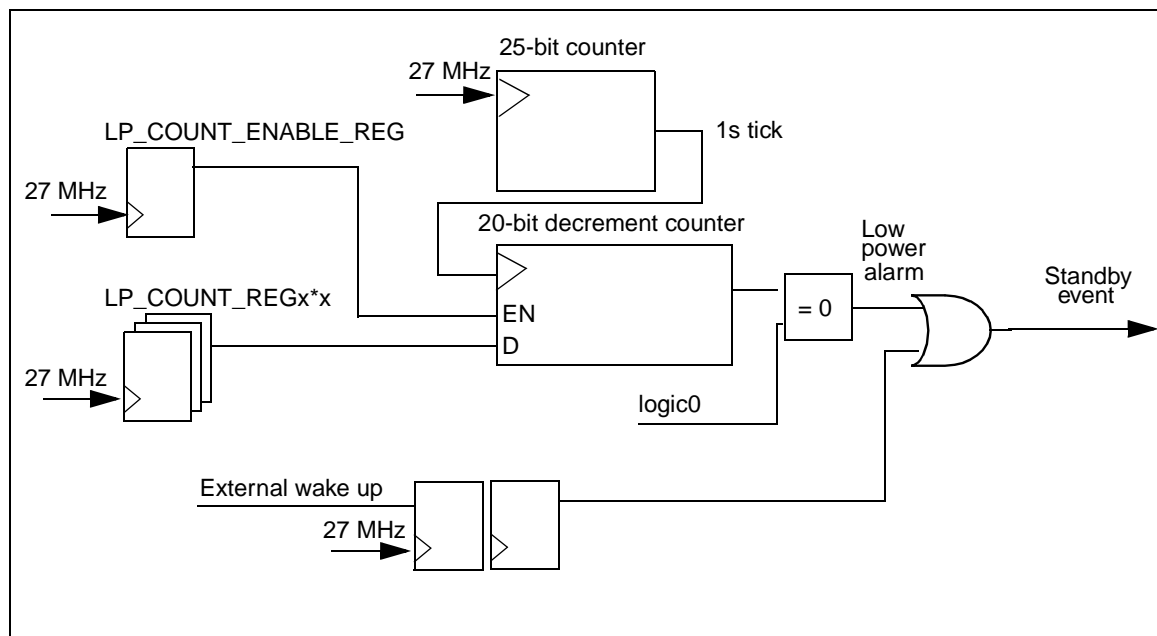 25-bit counter
27 MHz
1s tick
LP_COUNT_ENABLE_REG
27 MHz
20-bit decrement counter
Low
power
alarm
Standby
event
EN
D
= 0
LP_COUNT_REGx*x
27 MHz
logic0
External wake up
27 MHz